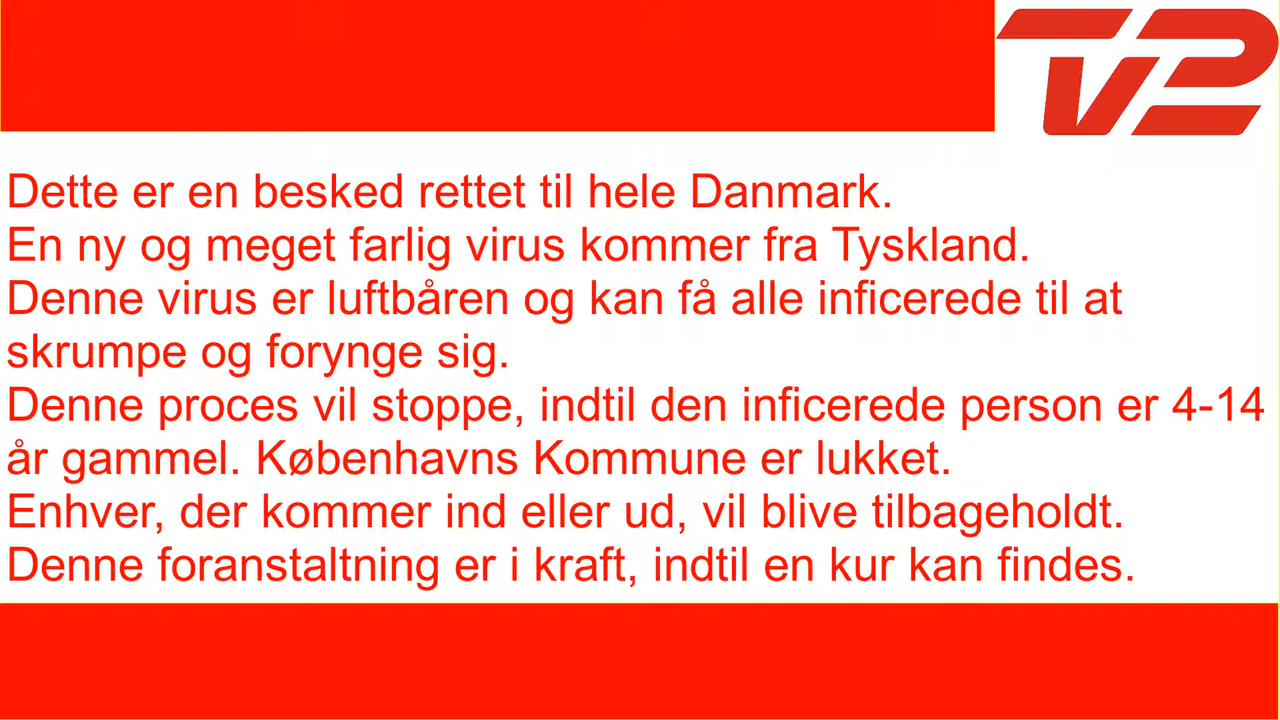 TV2
Dette er en besked rettet til hele Danmark.
En ny og meget farlig virus kommer fra Tyskland.
Denne virus er luftbåren og kan få alle inficerede til at
skrumpe og forynge sig.
Denne proces vil stoppe, indtil den inficerede person er 4-14
år gammel. Københavns Kommune er lukket.
Enhver, der kommer ind eller ud, vil blive tilbageholdt.
Denne foranstaltning er i kraft, indtil en kur kan findes.